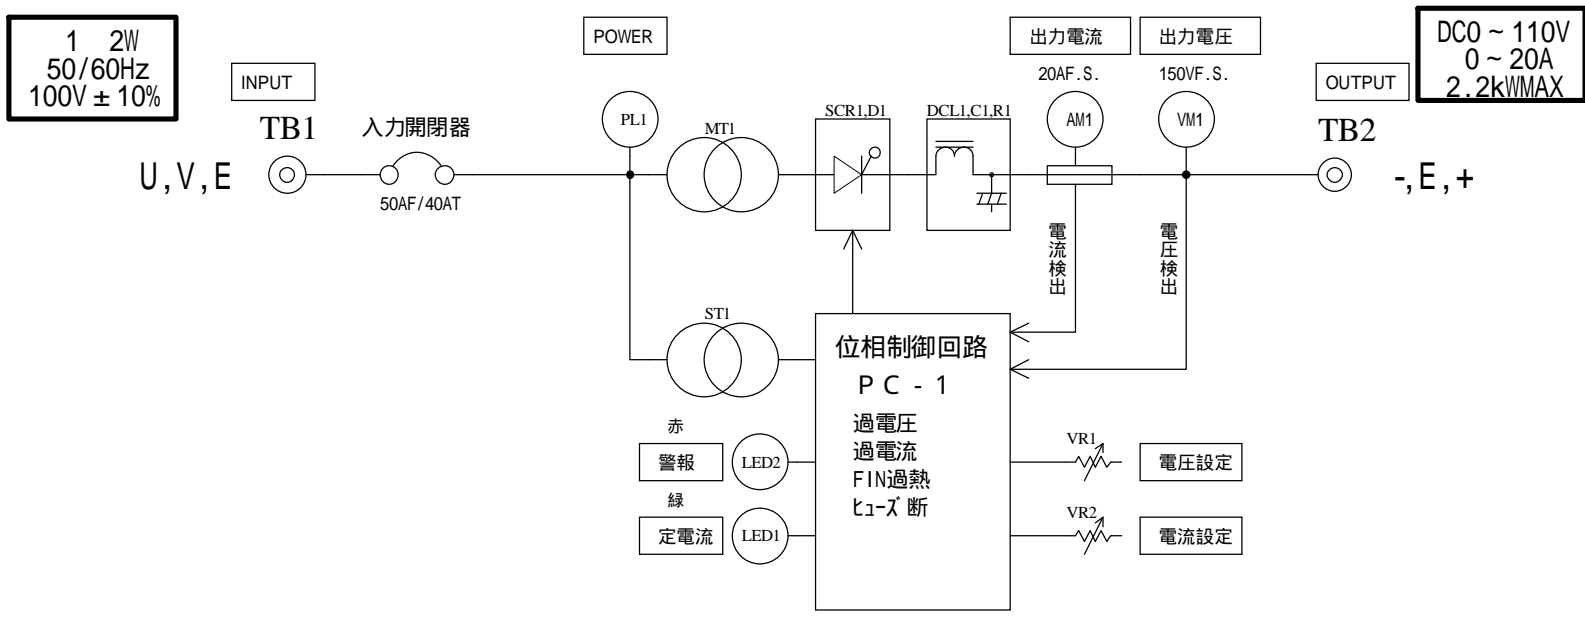 1 2W
50/60Hz
100V±10%
INPUT
TB1
U,V,E
入力開閉器
50AF/40AT
POWER
PL1
MT1
SCR1,D1
DCL1,C1,R1
出力電流
20AF.S.
AM1
出力電圧
150VF.S.
VM1
OUTPUT
TB2
-,E,+
DC0~110V
0~20A
2.2kWMAX
電流検出
電圧検出
ST1
位相制御回路
PC-1
過電圧
過電流
FIN過熱
ヒューズ断
赤
警報
LED2
緑
定電流
LED1
VR1
電圧設定
VR2
電流設定